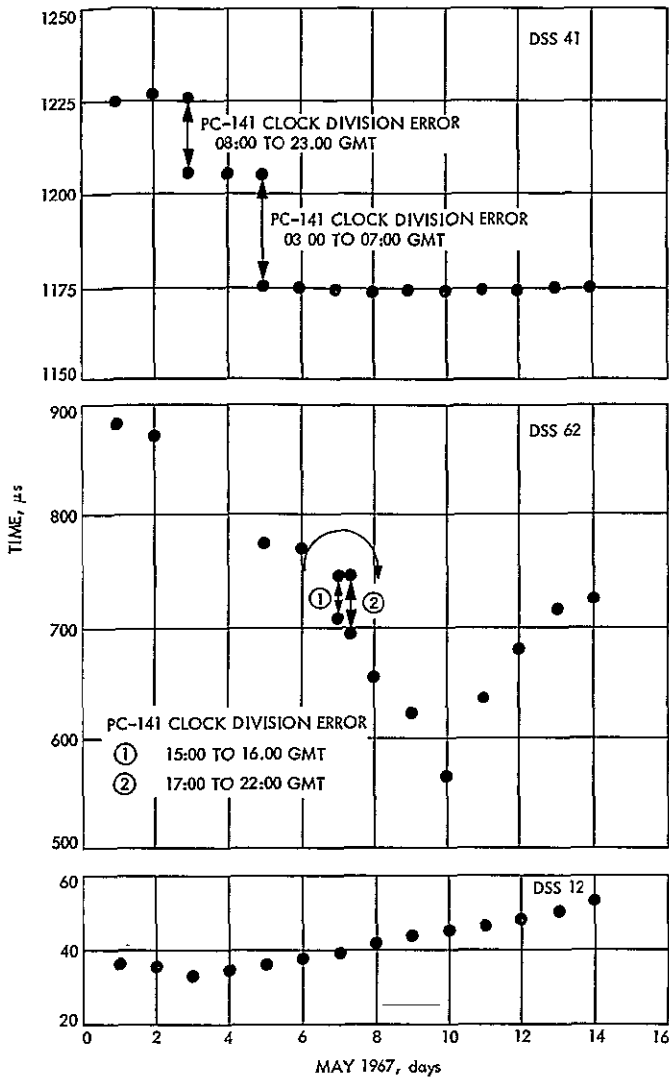 1250
DSS 41
1225
PC-141 CLOCK DIVISION ERROR
08:00 TO 23.00 GMT
1200
PC-141 CLOCK DIVISION ERROR
03 00 TO 07:00 GMT
1175
1150
900
DSS 62
800
TIME, μs
① ②
700
PC-141 CLOCK DIVISION ERROR
① 15:00 TO 16.00 GMT
600
② 17:00 TO 22:00 GMT
500
60
DSS 12
40
20
0 2 4 6 8 10 12 14 16
MAY 1967, days